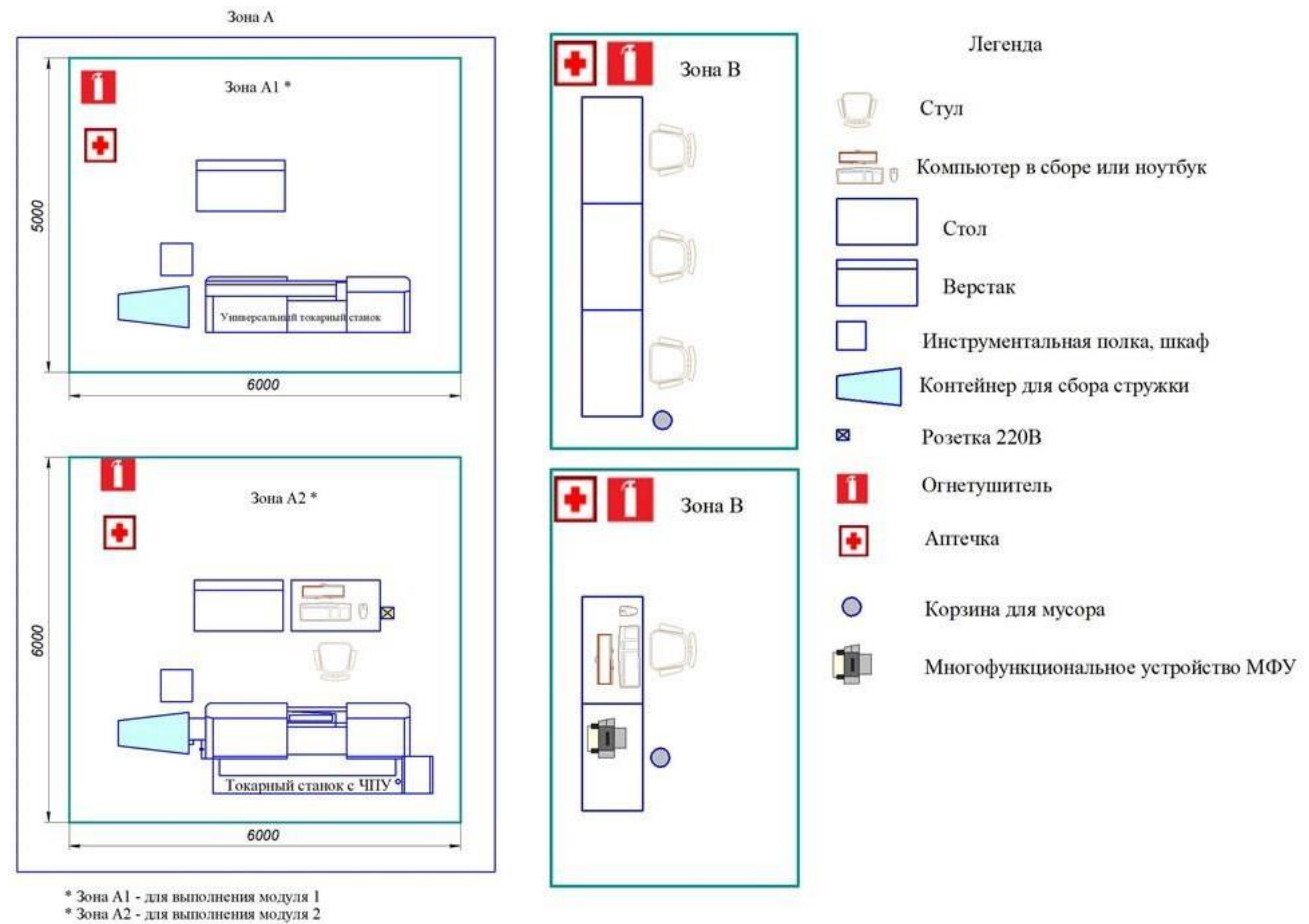 Зона А
Зона А1 *
5000
Универсальный токарный станок
6000
Зона А2 *
6000
Токарный станок с ЧПУ
6000
* Зона А1 - для выполнения модуля 1
* Зона А2 - для выполнения модуля 2
Зона В
Зона В
Легенда
Стул
Компьютер в сборе или ноутбук
Стол
Верстак
Инструментальная полка, шкаф
Контейнер для сбора стружки
Розетка 220В
Огнетушитель
Аптечка
Корзина для мусора
Многофункциональное устройство МФУ